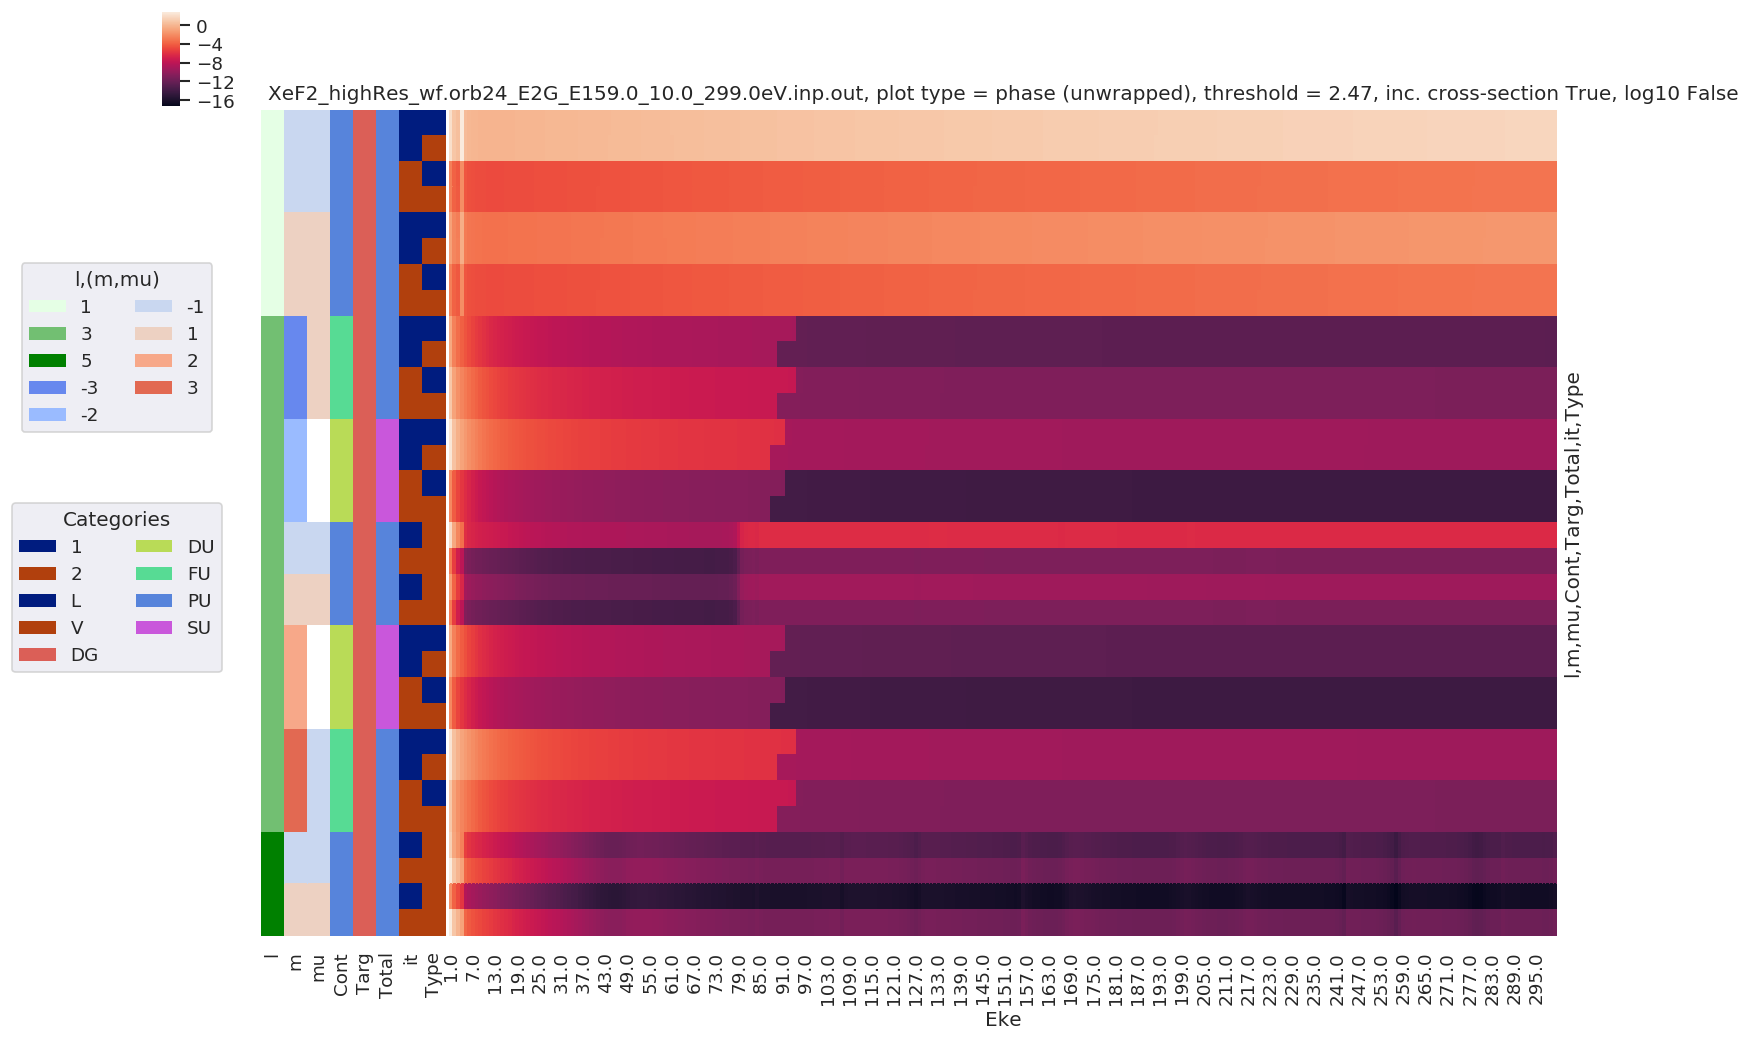 0
−4
−8
−12
−16
XeF2_highRes_wf.orb24_E2G_E159.0_10.0_299.0eV.inp.out, plot type = phase (unwrapped), threshold = 2.47, inc. cross-section True, log10 False
l,(m,mu)
1 -1
3 1
5 2
-3 3
-2
Categories
1 DU
2 FU
L PU
V SU
DG
l,m,mu,Cont,Targ,Total,it,Type
l m mu Cont Targ Total it Type 1.0 7.0 13.0 19.0 25.0 31.0 37.0 43.0 49.0 55.0 61.0 67.0 73.0 79.0 85.0 91.0 97.0 103.0 109.0 115.0 121.0 127.0 133.0 139.0 145.0 151.0 157.0 163.0 169.0 175.0 181.0 187.0 193.0 199.0 205.0 211.0 217.0 223.0 229.0 235.0 241.0 247.0 253.0 259.0 265.0 271.0 277.0 283.0 289.0 295.0
Eke